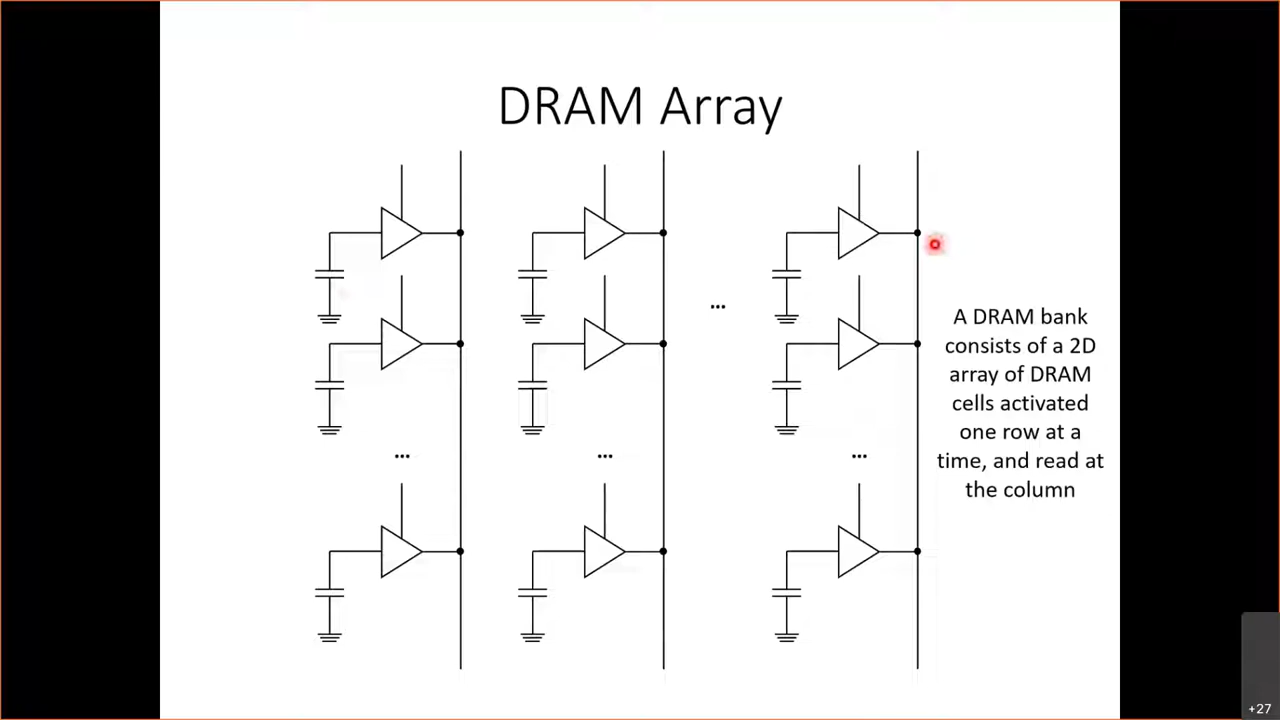 DRAM Array
...
A DRAM bank
consists of a 2D
array of DRAM
cells activated
one row at a
time, and read at
the column
... ... ...
+27